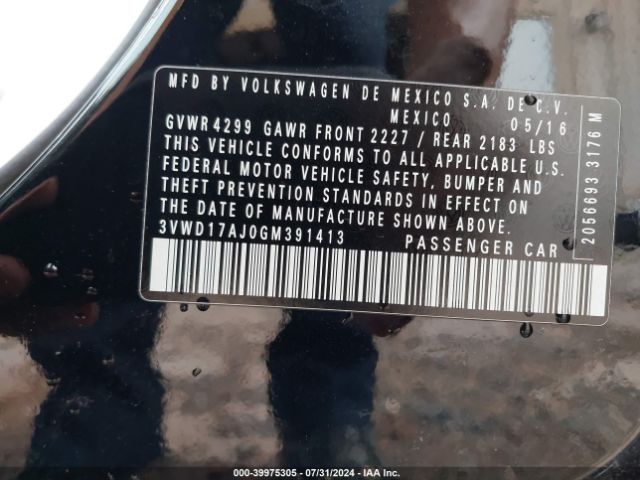 MFD BY VOLKSWAGEN DE MEXICO S.A. DE C.V.
MEXICO 05/16
GVWR 4299 GAWR FRONT 2227 / REAR 2183 LBS
THIS VEHICLE CONFORMS TO ALL APPLICABLE U.S.
FEDERAL MOTOR VEHICLE SAFETY, BUMPER AND
THEFT PREVENTION STANDARDS IN EFFECT ON
THE DATE OF MANUFACTURE SHOWN ABOVE.
3VWD17AJ0GM391413 PASSENGER CAR
2056693 3176 M
000-39975305 - 07/31/2024 - IAA Inc.